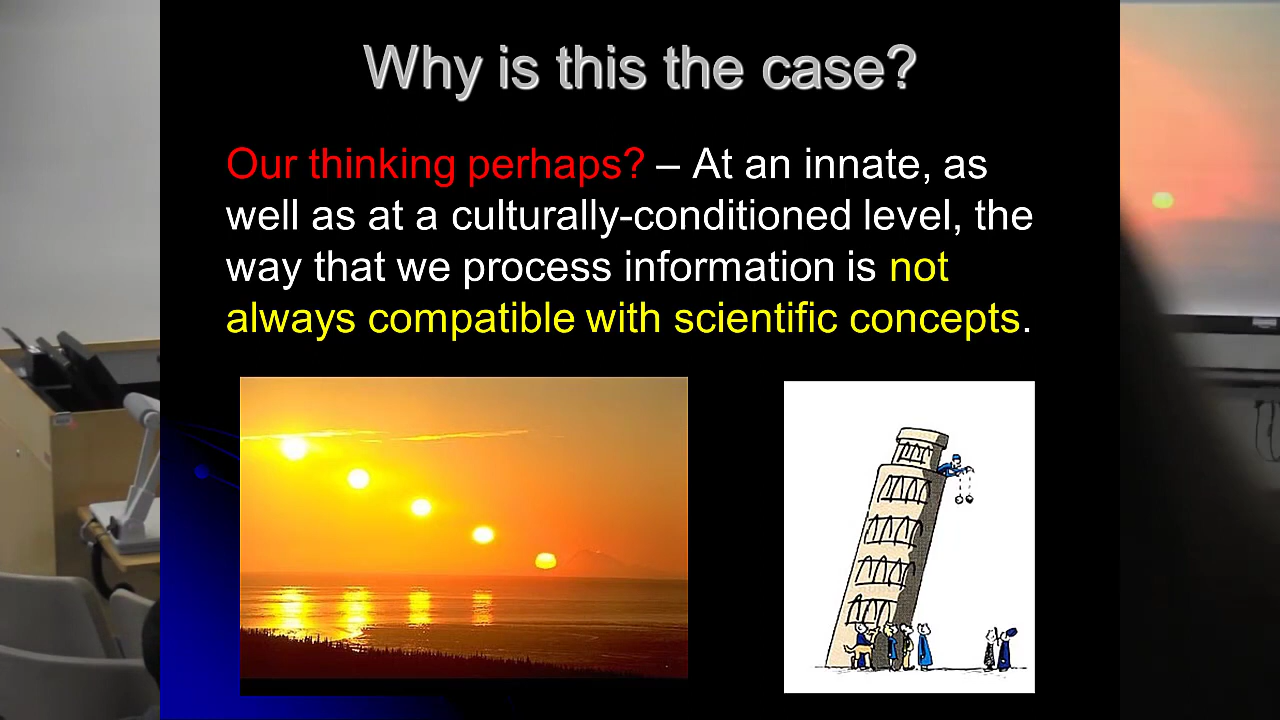 Why is this the case?
Our thinking perhaps? – At an innate, as
well as at a culturally-conditioned level, the
way that we process information is not
always compatible with scientific concepts.